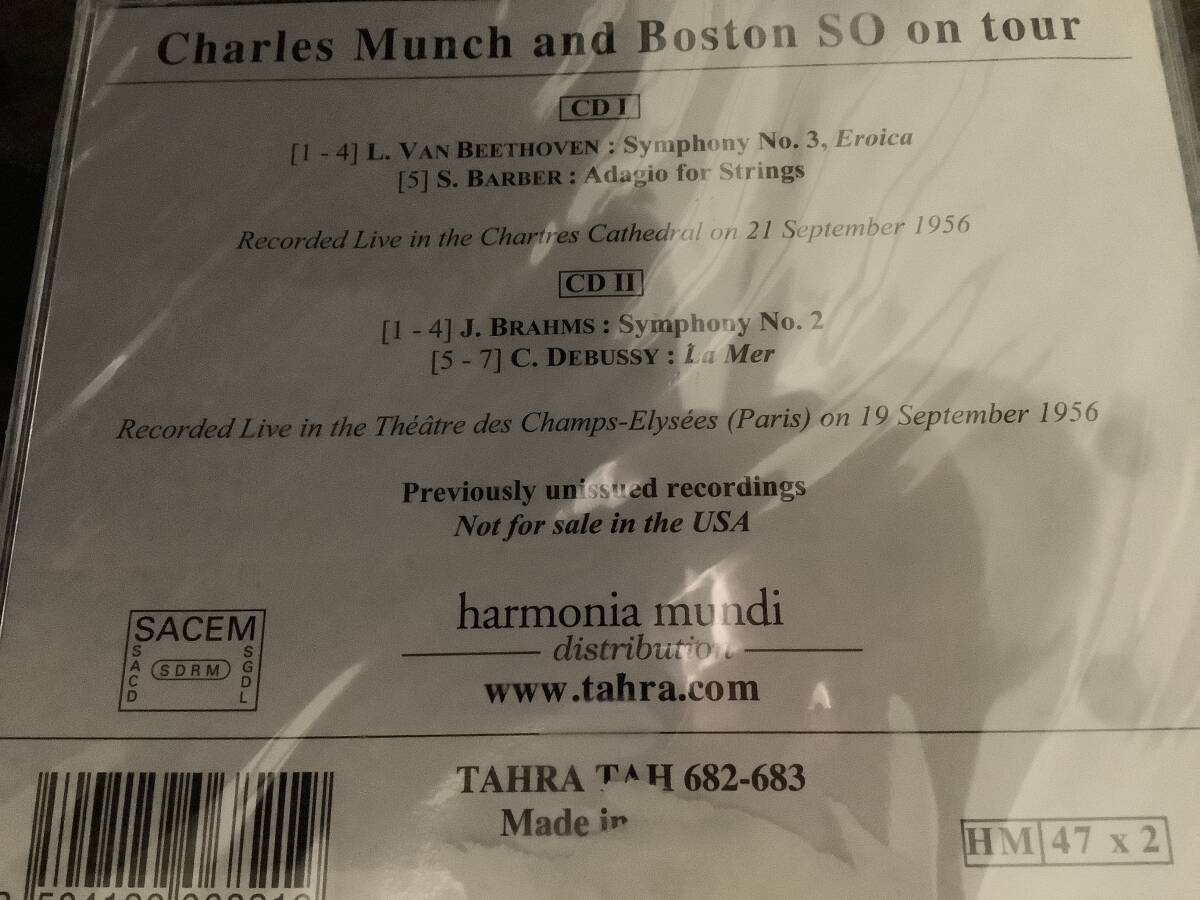 Charles Munch and Boston SO on tour
CD I
[1 - 4] L. VAN BEETHOVEN : Symphony No. 3, Eroica
[5] S. BARBER : Adagio for Strings
Recorded Live in the Chartres Cathedral on 21 September 1956
CD II
[1 - 4] J. BRAHMS : Symphony No. 2
[5 - 7] C. DEBUSSY : La Mer
Recorded Live in the Théâtre des Champs-Elysées (Paris) on 19 September 1956
Previously unissued recordings
Not for sale in the USA
harmonia mundi
distribution
www.tahra.com
SACEM
SACD
SDRM
SGDL
TAHRA TAH 682-683
Made in
HM 47 x 2